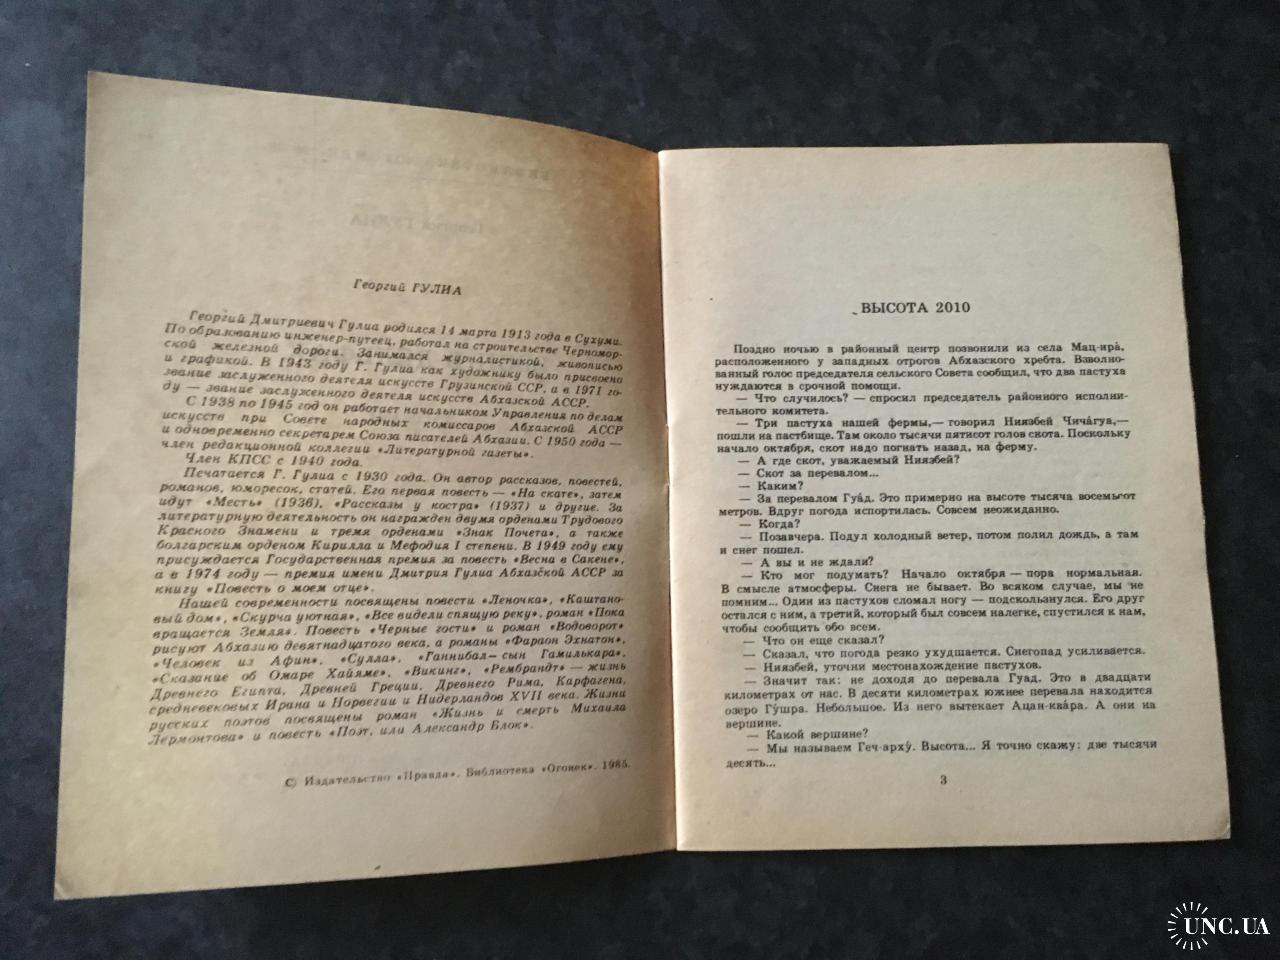 Георгий ГУЛИА
Георгий Дмитриевич Гулиа родился 14 марта 1913 года в Сухуми.
По образованию инженер-путеец, работал на строительстве Черномор-
ской железной дороги. Занимался журналистикой, живописью
и графикой. В 1943 году Г. Гулиа как художнику было присвоено
звание заслуженного деятеля искусств Грузинской ССР, а в 1971 го-
ду — звание заслуженного деятеля искусств Абхазской АССР.
С 1938 по 1945 год он работает начальником Управления по делам
искусств при Совете народных комиссаров Абхазской АССР
и одновременно секретарем Союза писателей Абхазии. С 1950 года —
член редакционной коллегии «Литературной газеты».
Член КПСС с 1940 года.
Печатается Г. Гулиа с 1930 года. Он автор рассказов, повестей,
романов, юморесок, статей. Его первая повесть — «На скате», затем
идут «Месть» (1936), «Рассказы у костра» (1937) и другие. За
литературную деятельность он награжден двумя орденами Трудового
Красного Знамени и тремя орденами «Знак Почета», а также
болгарским орденом Кирилла и Мефодия I степени. В 1949 году ему
присуждается Государственная премия за повесть «Весна в Сакене»,
а в 1974 году — премия имени Дмитрия Гулиа Абхазской АССР за
книгу «Повесть о моем отце».
Нашей современности посвящены повести «Леночка», «Каштано-
вый дом», «Скурча уютная», «Все видели спящую реку», роман «Пока
вращается Земля». Повесть «Черные гости» и роман «Водоворот»
рисуют Абхазию девятнадцатого века, а романы «Фараон Эхнатон»,
«Человек из Афин», «Сулла», «Ганнибал— сын Гамилькара»,
«Сказание об Омаре Хайяме», «Викинг», «Рембрандт» — жизнь
Древнего Египта, Древней Греции, Древнего Рима, Карфагена,
средневековых Ирана и Норвегии и Нидерландов XVII века. Жизни
русских поэтов посвящены роман «Жизнь и смерть Михаила
Лермонтова» и повесть «Поэт, или Александр Блок».
© Издательство «Правда». Библиотека «Огонек». 1985.
ВЫСОТА 2010
Поздно ночью в районный центр позвонили из села Мац-ира́,
расположенного у западных отрогов Абхазского хребта. Взволно-
ванный голос председателя сельского Совета сообщил, что два пастуха
нуждаются в срочной помощи.
— Что случилось? — спросил председатель районного исполни-
тельного комитета.
— Три пастуха нашей фермы,— говорил Ниязбей Чича́гуа,—
пошли на пастбище. Там около тысячи пятисот голов скота. Поскольку
начало октября, скот надо погнать назад, на ферму.
— А где скот, уважаемый Ниязбей?
— Скот за перевалом...
— Каким?
— За перевалом Гуа́д. Это примерно на высоте тысяча восемьсот
метров. Вдруг погода испортилась. Совсем неожиданно.
— Когда?
— Позавчера. Подул холодный ветер, потом полил дождь, а там
и снег пошел.
— А вы и не ждали?
— Кто мог подумать? Начало октября — пора нормальная.
В смысле атмосферы. Снега не бывает. Во всяком случае, мы не
помним... Один из пастухов сломал ногу — подскользнулся. Его друг
остался с ним, а третий, который был совсем налегке, спустился к нам,
чтобы сообщить обо всем.
— Что он еще сказал?
— Сказал, что погода резко ухудшается. Снегопад усиливается.
— Ниязбей, уточни местонахождение пастухов.
— Значит так: не доходя до перевала Гуад. Это в двадцати
километрах от нас. В десяти километрах южнее перевала находится
озеро Гу́шра. Небольшое. Из него вытекает Ацан-ква́ра. А они на
вершине.
— Какой вершине?
— Мы называем Геч-арху́. Высота... Я точно скажу: две тысячи
десять...
3
UNC.UA